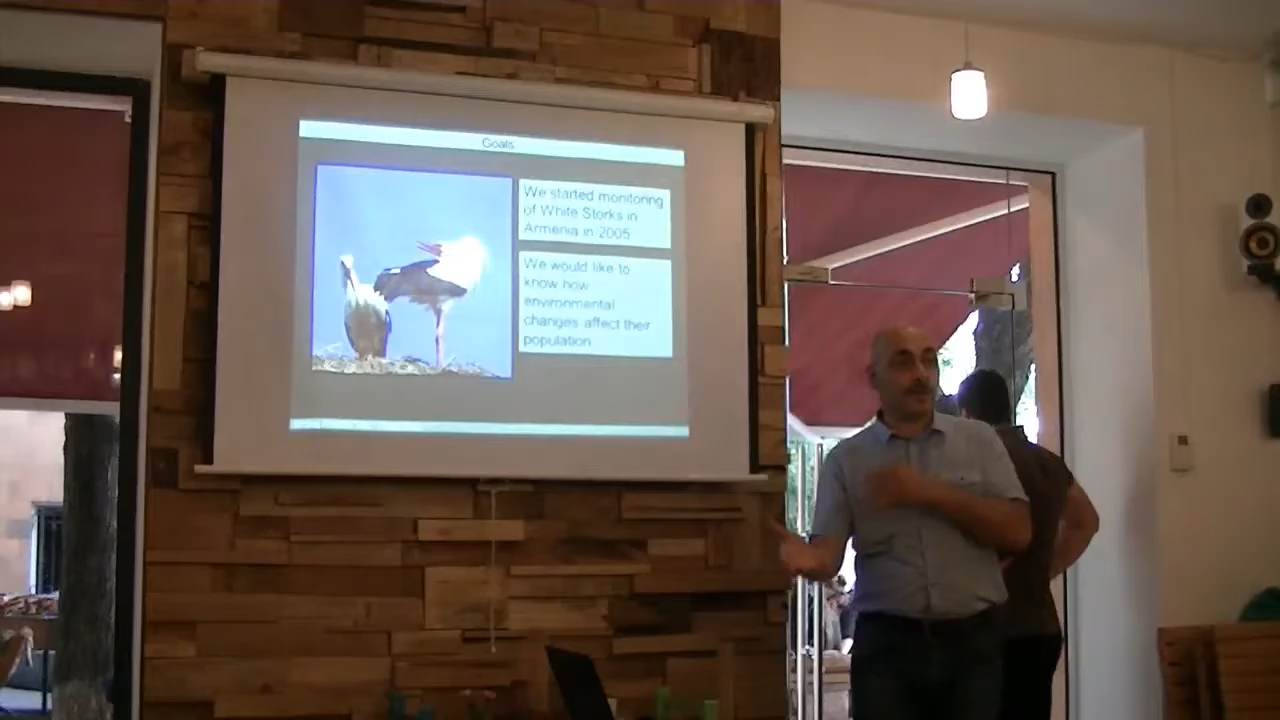 Goals
We started monitoring
of White Storks in
Armenia in 2005
We would like to
know how
environmental
changes affect their
population